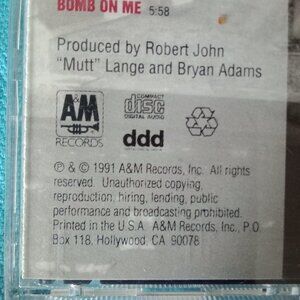 BOMB ON ME 5:58
Produced by Robert John
"Mutt" Lange and Bryan Adams
A&M
RECORDS
COMPACT
disc
DIGITAL AUDIO
ddd
℗ & © 1991 A&M Records, Inc. All rights
reserved. Unauthorized copying,
reproduction, hiring, lending, public
performance and broadcasting prohibited.
Printed in the U.S.A. A&M Records, Inc., P.O.
Box 118, Hollywood, CA 90078